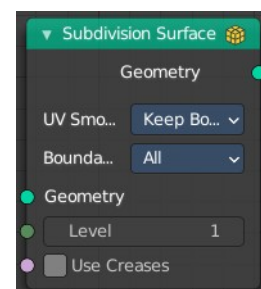 Subdivision Surface
Geometry
UV Smo... Keep Bo...
Bounda... All
Geometry
Level 1
Use Creases